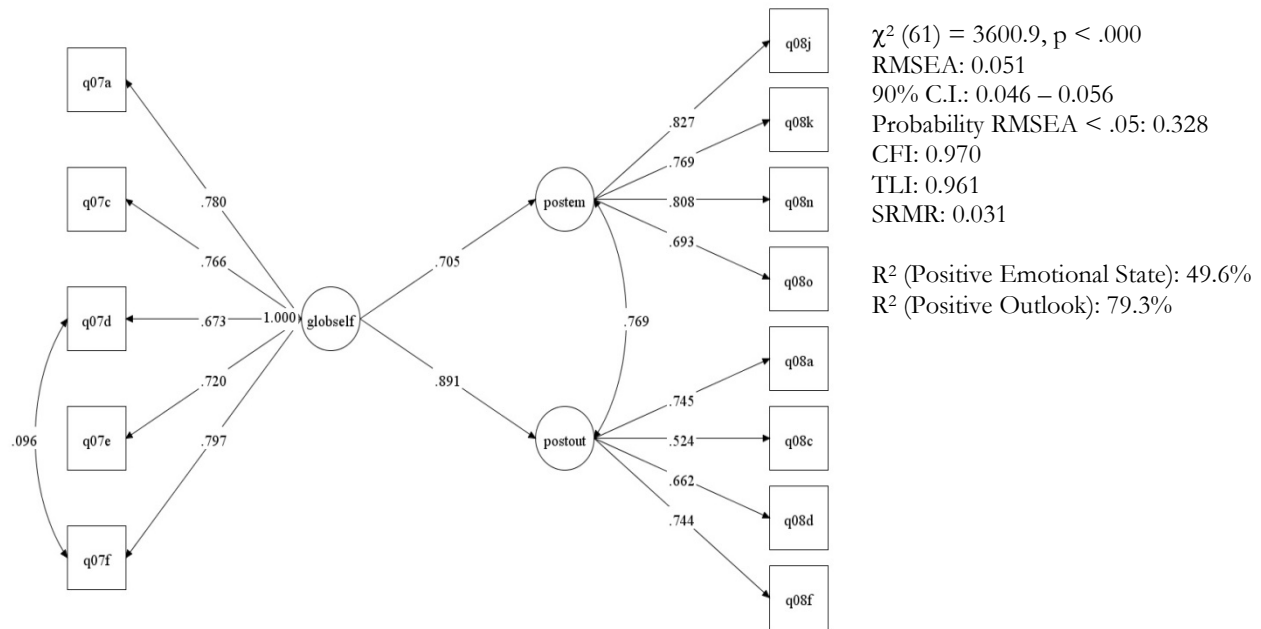 q07a
q07c
q07d
q07e
q07f
.096
.780
.766
.673
.720
.797
1.000
globself
.705
.891
postem
postout
.769
.827
.769
.808
.693
.745
.524
.662
.744
q08j
q08k
q08n
q08o
q08a
q08c
q08d
q08f
χ² (61) = 3600.9, p < .000
RMSEA: 0.051
90% C.I.: 0.046 – 0.056
Probability RMSEA < .05: 0.328
CFI: 0.970
TLI: 0.961
SRMR: 0.031
R² (Positive Emotional State): 49.6%
R² (Positive Outlook): 79.3%